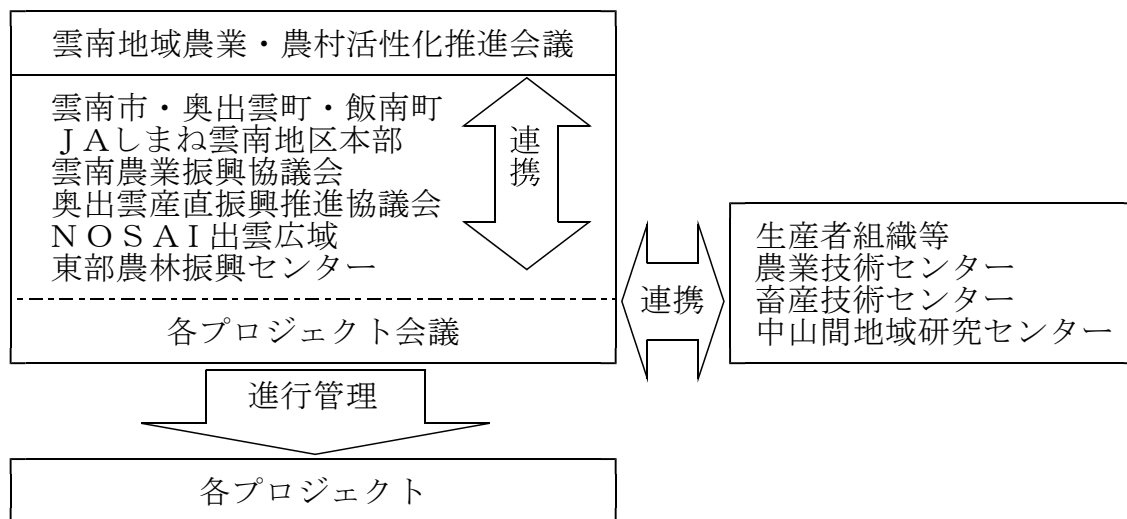 雲南地域農業・農村活性化推進会議
雲南市・奥出雲町・飯南町
ＪＡしまね雲南地区本部
雲南農業振興協議会
奥出雲産直振興推進協議会
ＮＯＳＡＩ出雲広域
東部農林振興センター
連携
各プロジェクト会議
連携
生産者組織等
農業技術センター
畜産技術センター
中山間地域研究センター
進行管理
各プロジェクト